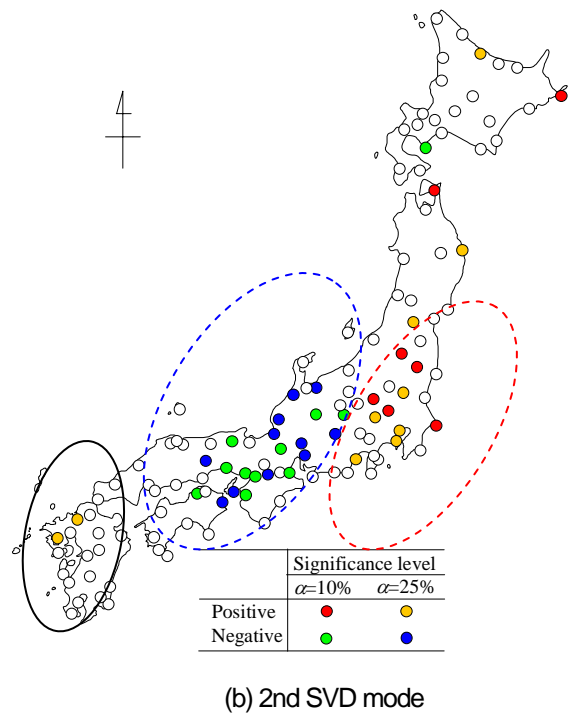 Significance level
α=10% α=25%
Positive
Negative
(b) 2nd SVD mode